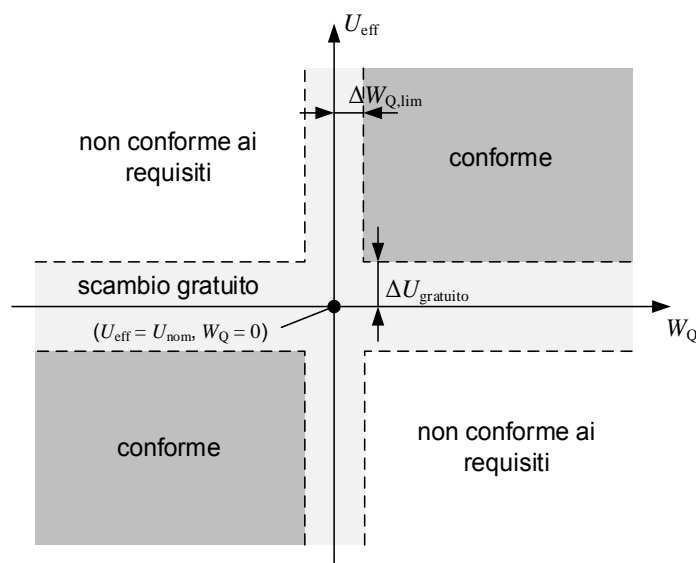 U_eff
ΔW_Q,lim
non conforme ai
requisiti
conforme
scambio gratuito
ΔU_gratuito
(U_eff = U_nom, W_Q = 0)
W_Q
conforme
non conforme ai
requisiti